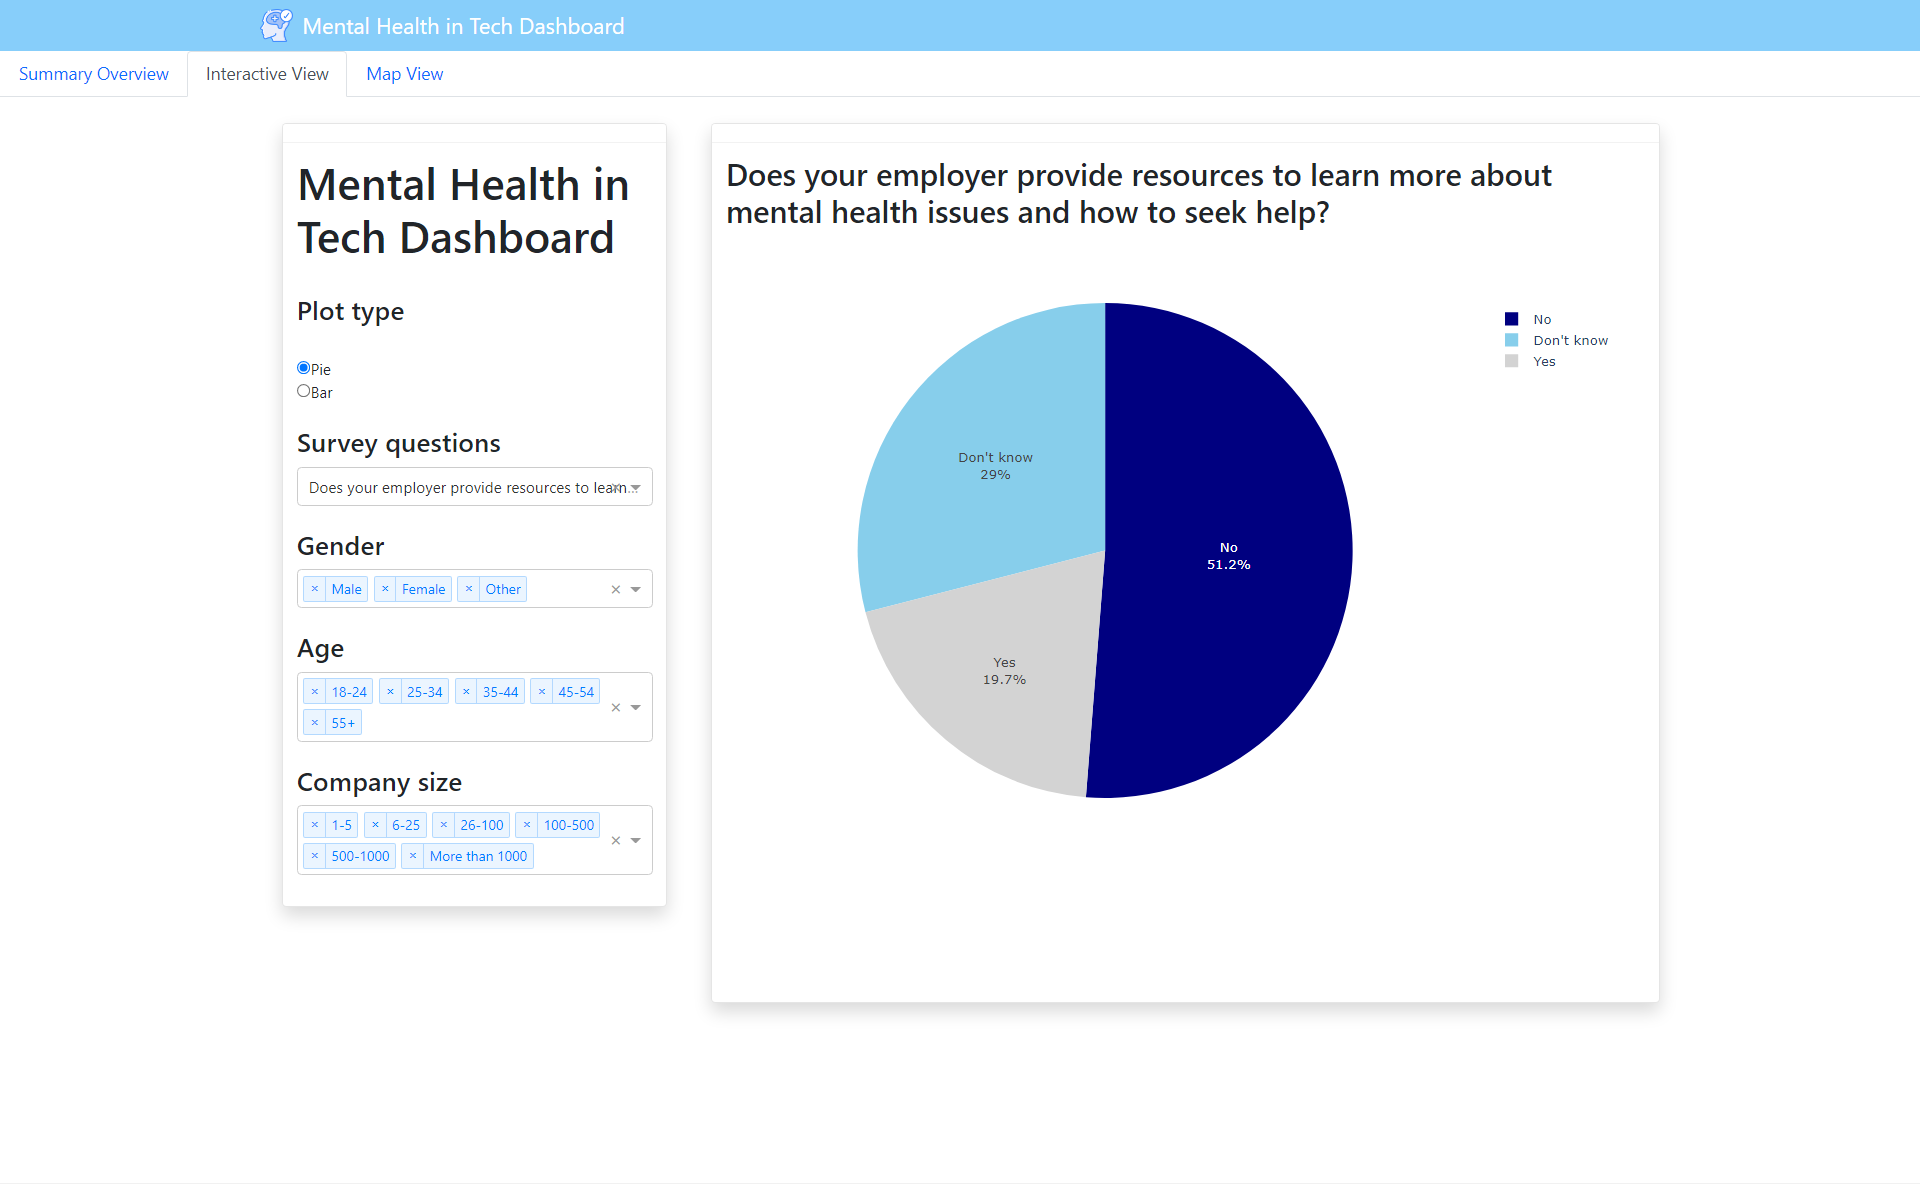 Mental Health in Tech Dashboard
Summary Overview
Interactive View
Map View
Mental Health in
Tech Dashboard
Plot type
Pie
Bar
Survey questions
Does your employer provide resources to learn...
Gender
× Male × Female × Other
Age
× 18-24 × 25-34 × 35-44 × 45-54
× 55+
Company size
× 1-5 × 6-25 × 26-100 × 100-500
× 500-1000 × More than 1000
Does your employer provide resources to learn more about
mental health issues and how to seek help?
No
Don't know
Yes
Don't know
29%
No
51.2%
Yes
19.7%